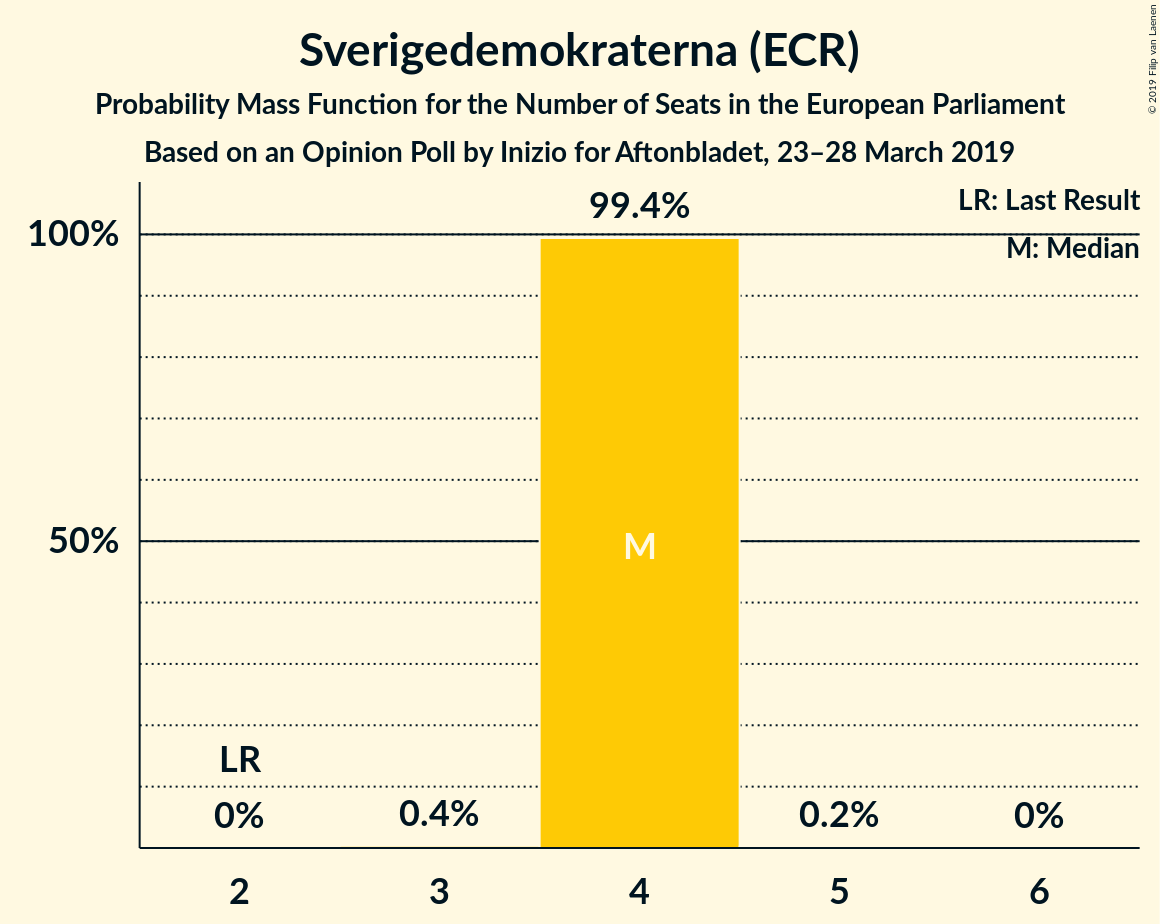 Sverigedemokraterna (ECR)
Probability Mass Function for the Number of Seats in the European Parliament
Based on an Opinion Poll by Inizio for Aftonbladet, 23–28 March 2019
© 2019 Filip van Laenen
99.4%
LR: Last Result
100%
M: Median
50%
M
LR
0%
0.4%
0.2%
0%
2
3
4
5
6